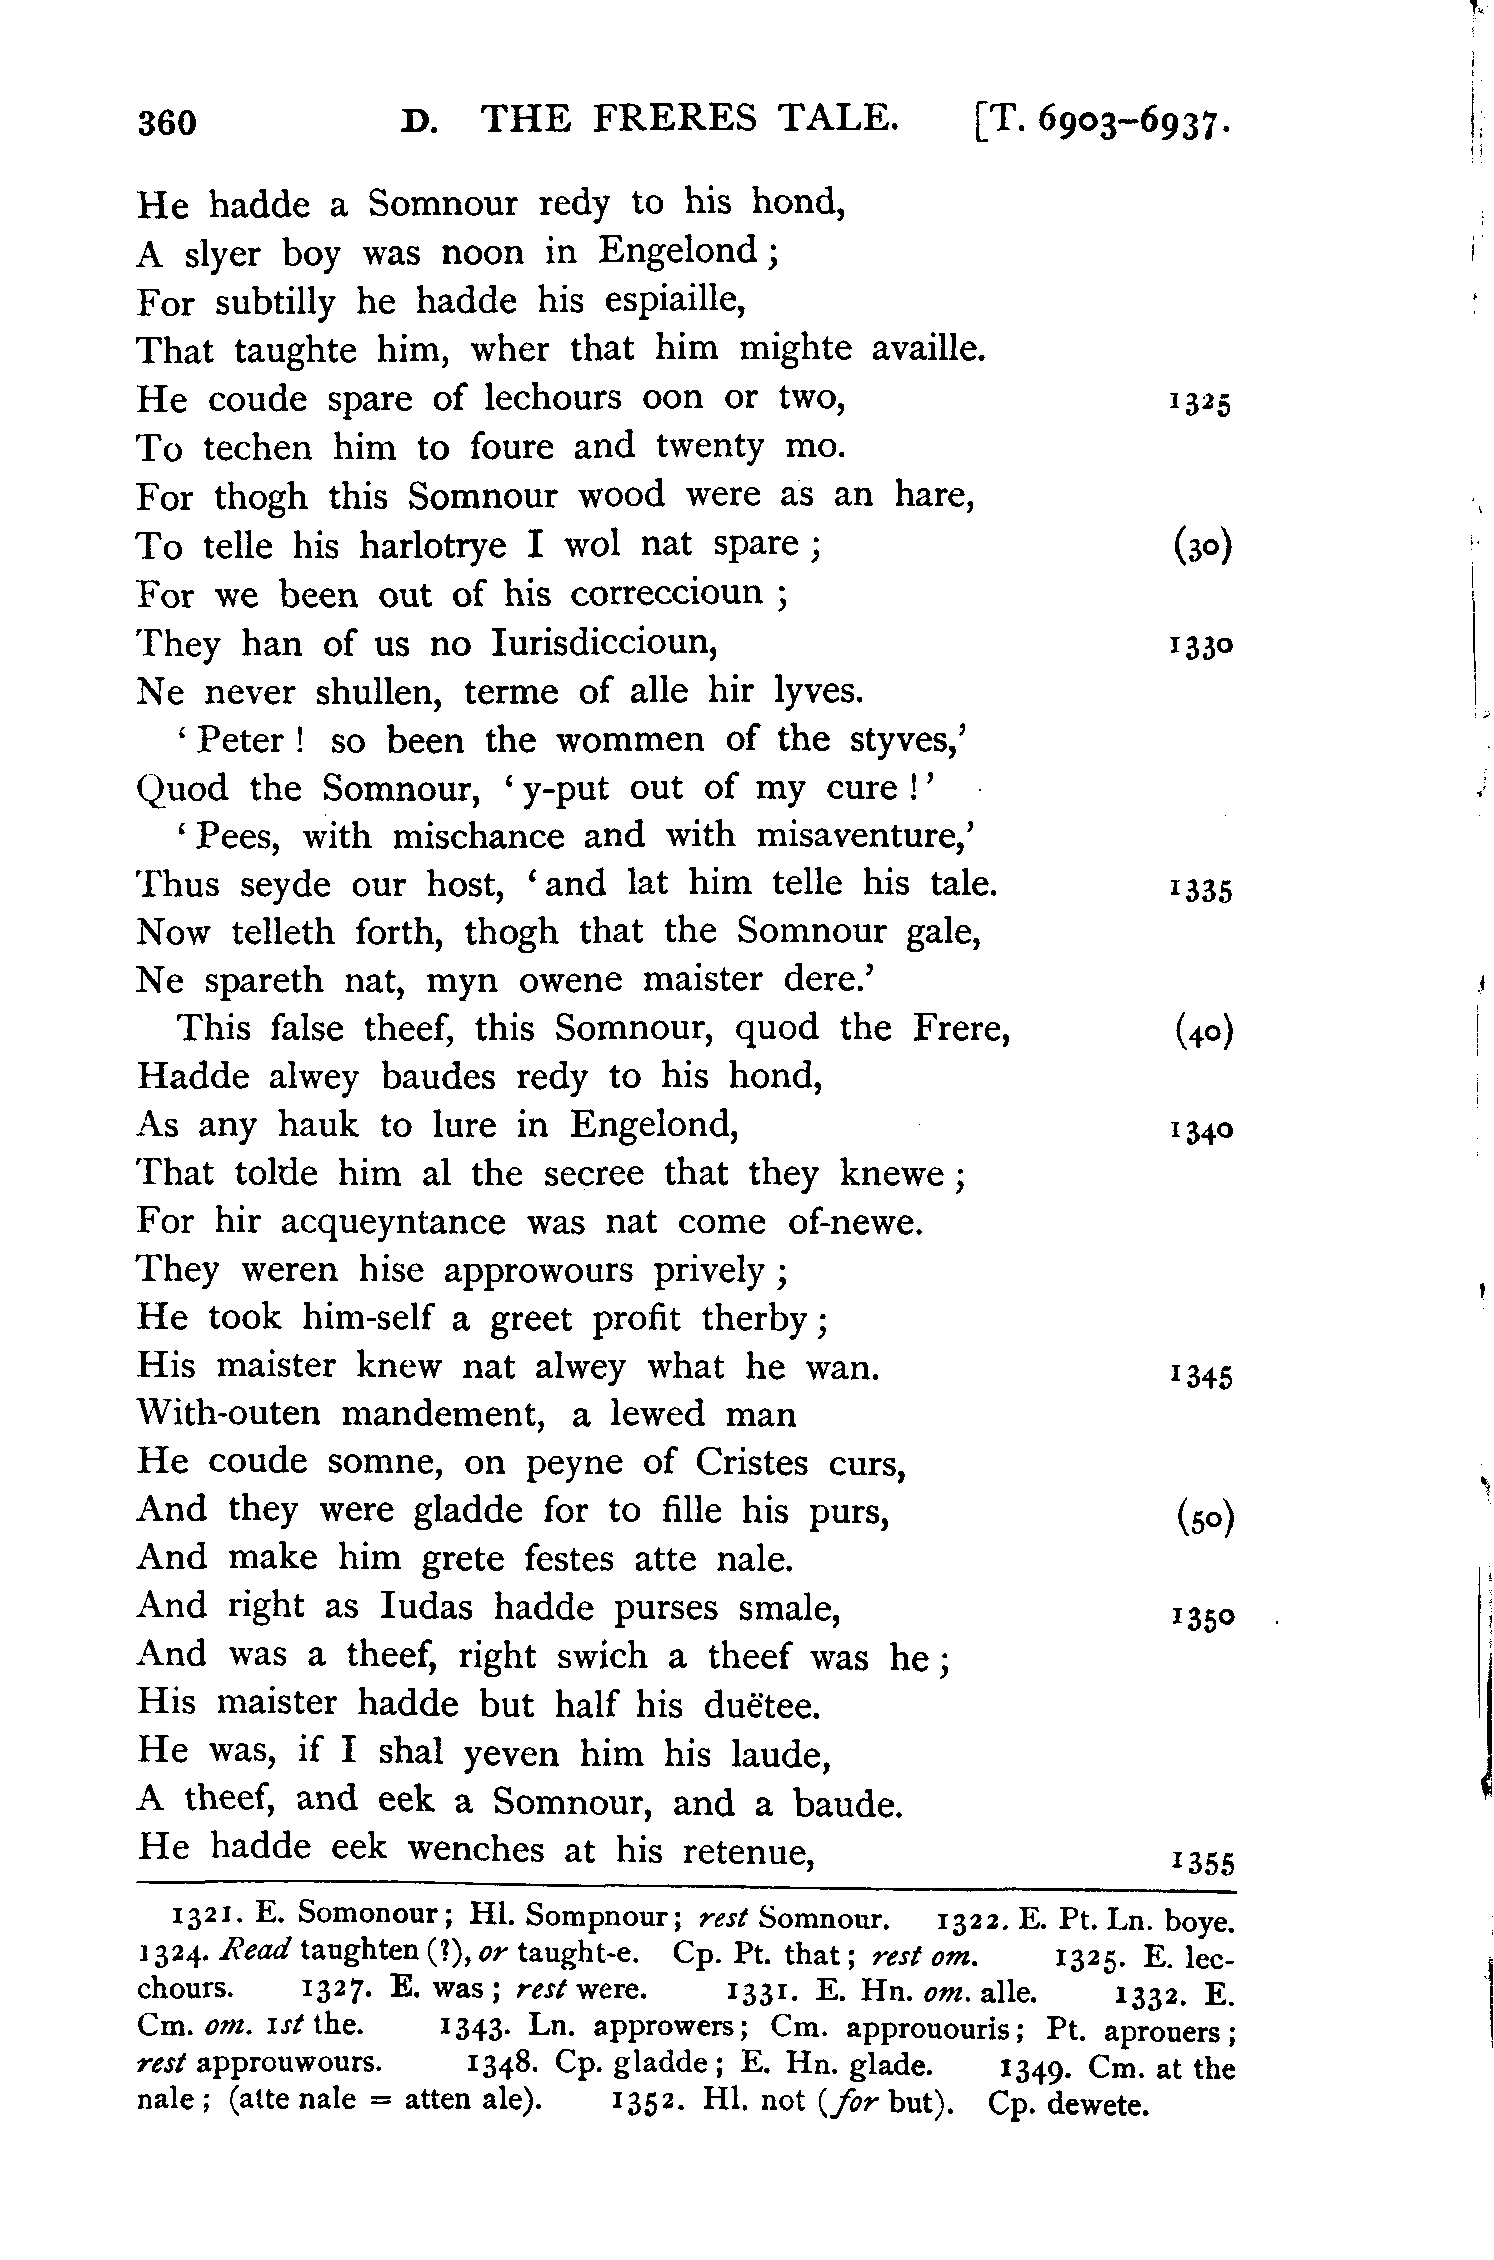 360 D. THE FRERES TALE. [T. 6903–6937.
He hadde a Somnour redy to his hond,
A slyer boy was noon in Engelond ;
For subtilly he hadde his espiaille,
That taughte him, wher that him mighte availle.
He coude spare of lechours oon or two, 1325
To techen him to foure and twenty mo.
For thogh this Somnour wood were as an hare,
To telle his harlotrye I wol nat spare ; (30)
For we been out of his correccioun ;
They han of us no Iurisdiccioun, 1330
Ne never shullen, terme of alle hir lyves.
‘ Peter ! so been the wommen of the styves,’
Quod the Somnour, ‘ y-put out of my cure ! ’
‘ Pees, with mischance and with misaventure,’
Thus seyde our host, ‘ and lat him telle his tale. 1335
Now telleth forth, thogh that the Somnour gale,
Ne spareth nat, myn owene maister dere.’
This false theef, this Somnour, quod the Frere, (40)
Hadde alwey baudes redy to his hond,
As any hauk to lure in Engelond, 1340
That tolde him al the secree that they knewe ;
For hir acqueyntance was nat come of-newe.
They weren hise approwours prively ;
He took him-self a greet profit therby ;
His maister knew nat alwey what he wan. 1345
With-outen mandement, a lewed man
He coude somne, on peyne of Cristes curs,
And they were gladde for to fille his purs, (50)
And make him grete festes atte nale.
And right as Iudas hadde purses smale, 1350
And was a theef, right swich a theef was he ;
His maister hadde but half his duëtee.
He was, if I shal yeven him his laude,
A theef, and eek a Somnour, and a baude.
He hadde eek wenches at his retenue, 1355
1321. E. Somonour; Hl. Sompnour; rest Somnour. 1322. E. Pt. Ln. boye.
1324. Read taughten (?), or taught-e. Cp. Pt. that ; rest om. 1325. E. lec-
chours. 1327. E. was ; rest were. 1331. E. Hn. om. alle. 1332. E.
Cm. om. 1st the. 1343. Ln. approwers; Cm. apprououris; Pt. aprouers;
rest approuwours. 1348. Cp. gladde; E. Hn. glade. 1349. Cm. at the
nale ; (atte nale = atten ale). 1352. Hl. not (for but). Cp. dewete.